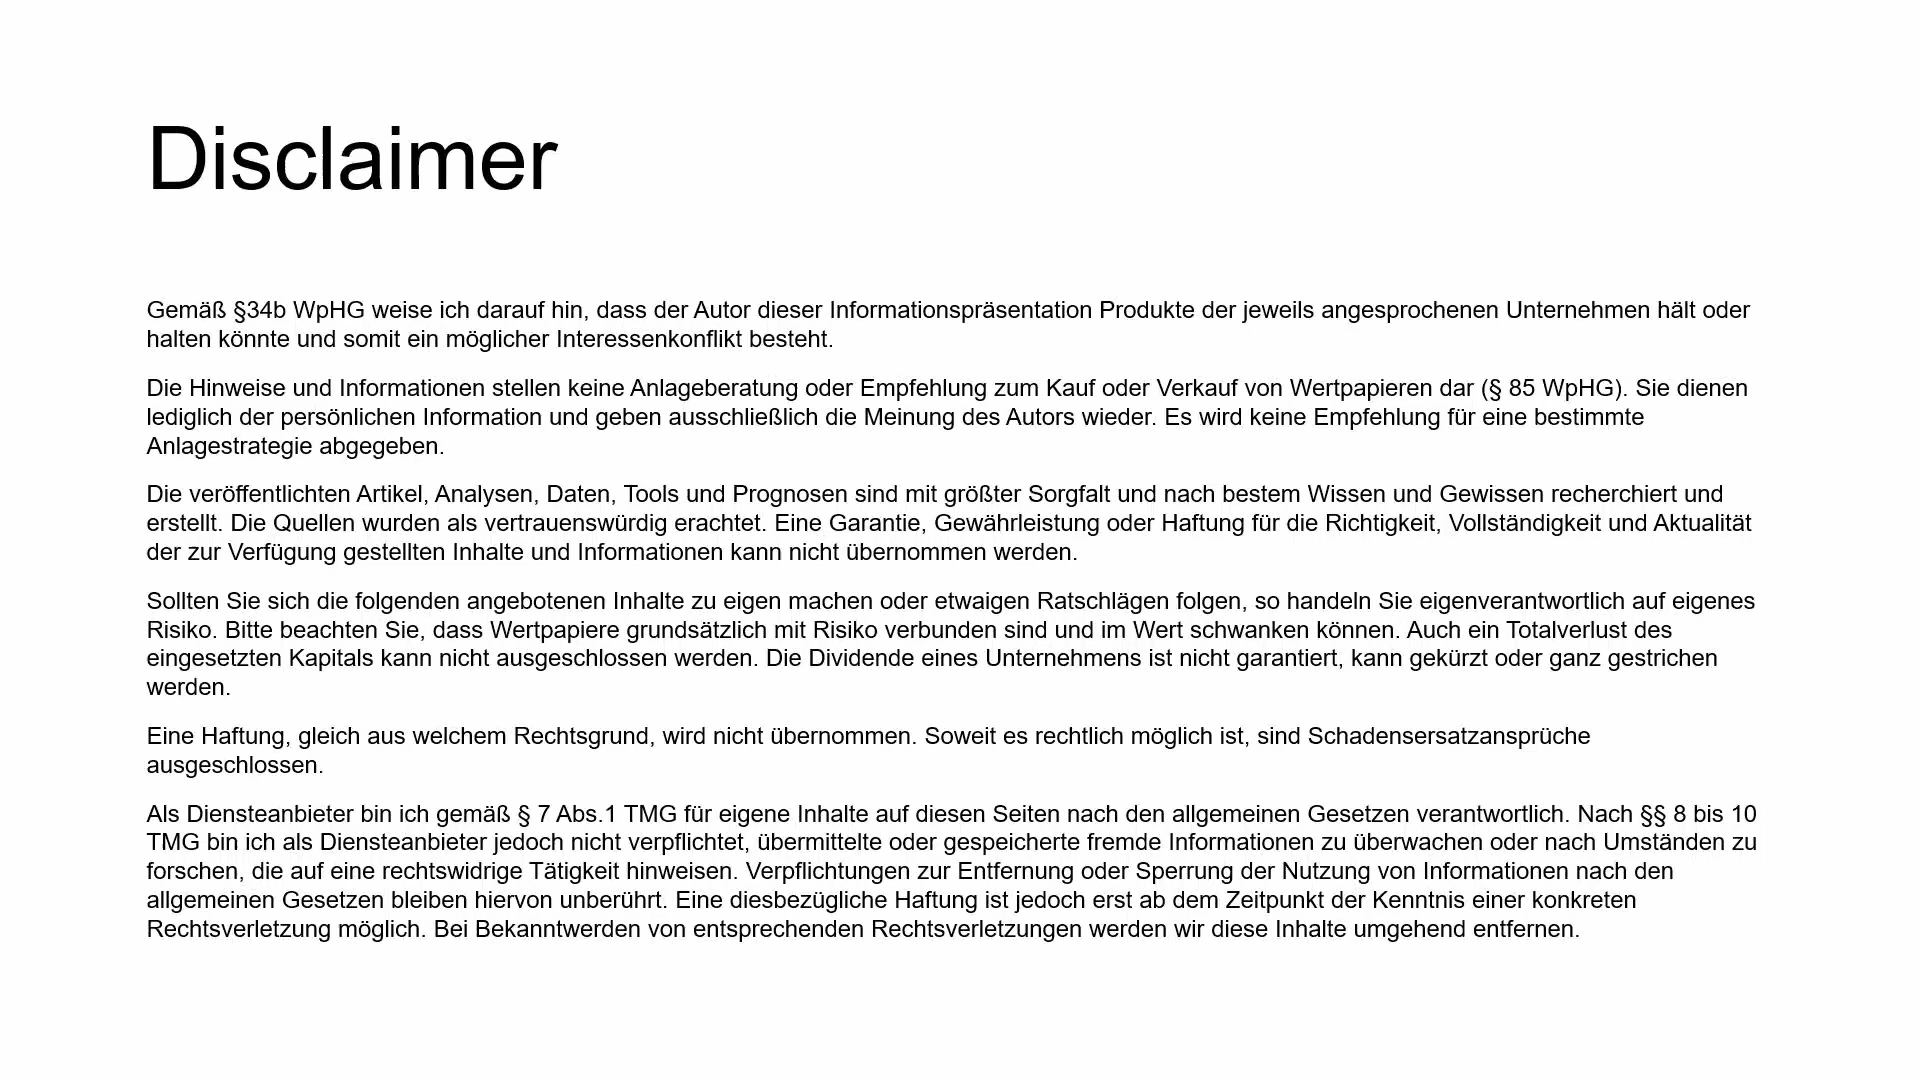 Disclaimer
Gemäß §34b WpHG weise ich darauf hin, dass der Autor dieser Informationspräsentation Produkte der jeweils angesprochenen Unternehmen hält oder
halten könnte und somit ein möglicher Interessenkonflikt besteht.
Die Hinweise und Informationen stellen keine Anlageberatung oder Empfehlung zum Kauf oder Verkauf von Wertpapieren dar (§ 85 WpHG). Sie dienen
lediglich der persönlichen Information und geben ausschließlich die Meinung des Autors wieder. Es wird keine Empfehlung für eine bestimmte
Anlagestrategie abgegeben.
Die veröffentlichten Artikel, Analysen, Daten, Tools und Prognosen sind mit größter Sorgfalt und nach bestem Wissen und Gewissen recherchiert und
erstellt. Die Quellen wurden als vertrauenswürdig erachtet. Eine Garantie, Gewährleistung oder Haftung für die Richtigkeit, Vollständigkeit und Aktualität
der zur Verfügung gestellten Inhalte und Informationen kann nicht übernommen werden.
Sollten Sie sich die folgenden angebotenen Inhalte zu eigen machen oder etwaigen Ratschlägen folgen, so handeln Sie eigenverantwortlich auf eigenes
Risiko. Bitte beachten Sie, dass Wertpapiere grundsätzlich mit Risiko verbunden sind und im Wert schwanken können. Auch ein Totalverlust des
eingesetzten Kapitals kann nicht ausgeschlossen werden. Die Dividende eines Unternehmens ist nicht garantiert, kann gekürzt oder ganz gestrichen
werden.
Eine Haftung, gleich aus welchem Rechtsgrund, wird nicht übernommen. Soweit es rechtlich möglich ist, sind Schadensersatzansprüche
ausgeschlossen.
Als Diensteanbieter bin ich gemäß § 7 Abs.1 TMG für eigene Inhalte auf diesen Seiten nach den allgemeinen Gesetzen verantwortlich. Nach §§ 8 bis 10
TMG bin ich als Diensteanbieter jedoch nicht verpflichtet, übermittelte oder gespeicherte fremde Informationen zu überwachen oder nach Umständen zu
forschen, die auf eine rechtswidrige Tätigkeit hinweisen. Verpflichtungen zur Entfernung oder Sperrung der Nutzung von Informationen nach den
allgemeinen Gesetzen bleiben hiervon unberührt. Eine diesbezügliche Haftung ist jedoch erst ab dem Zeitpunkt der Kenntnis einer konkreten
Rechtsverletzung möglich. Bei Bekanntwerden von entsprechenden Rechtsverletzungen werden wir diese Inhalte umgehend entfernen.